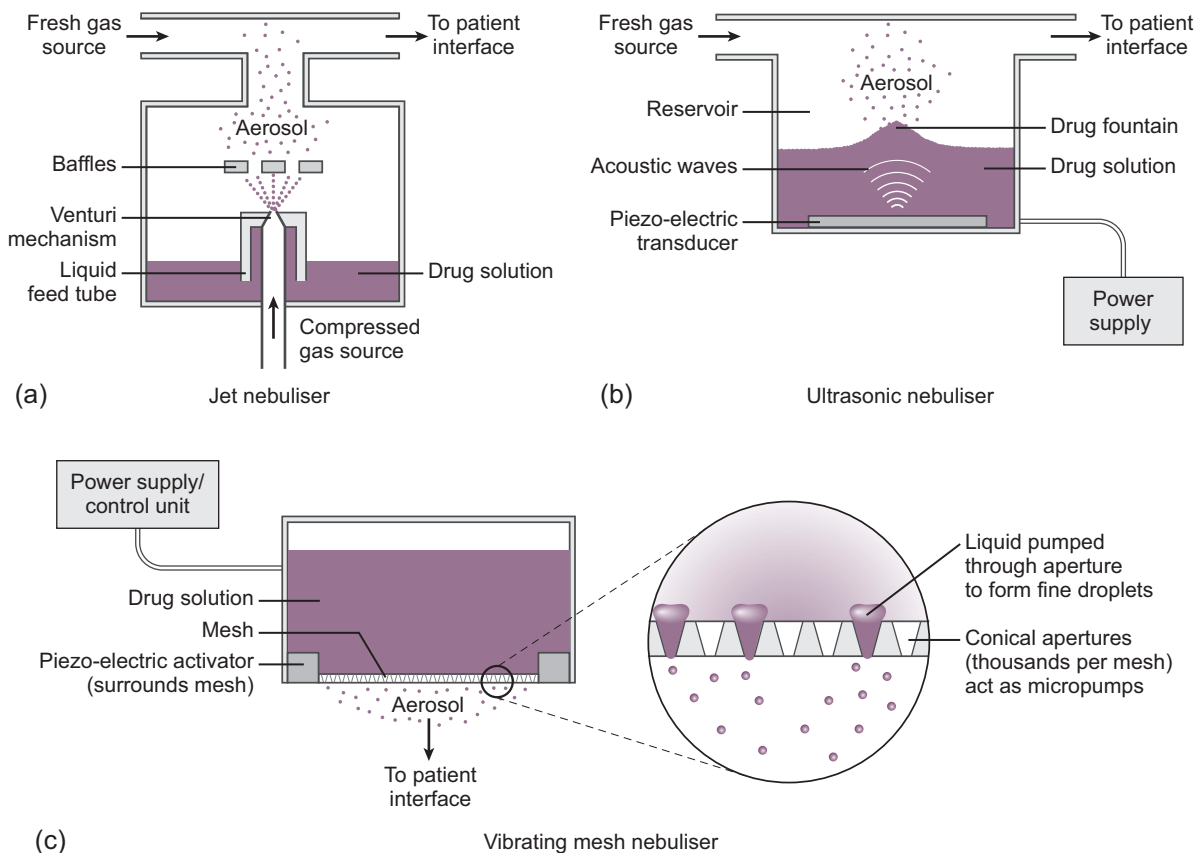 Fresh gas
source
To patient
interface
Aerosol
Baffles
Venturi
mechanism
Liquid
feed tube
Drug solution
Compressed
gas source
(a)
Jet nebuliser
Fresh gas
source
To patient
interface
Aerosol
Reservoir
Drug fountain
Acoustic waves
Drug solution
Piezo-electric
transducer
Power
supply
(b)
Ultrasonic nebuliser
Power supply/
control unit
Drug solution
Mesh
Piezo-electric activator
(surrounds mesh)
Aerosol
To patient
interface
Liquid pumped
through aperture
to form fine droplets
Conical apertures
(thousands per mesh)
act as micropumps
(c)
Vibrating mesh nebuliser